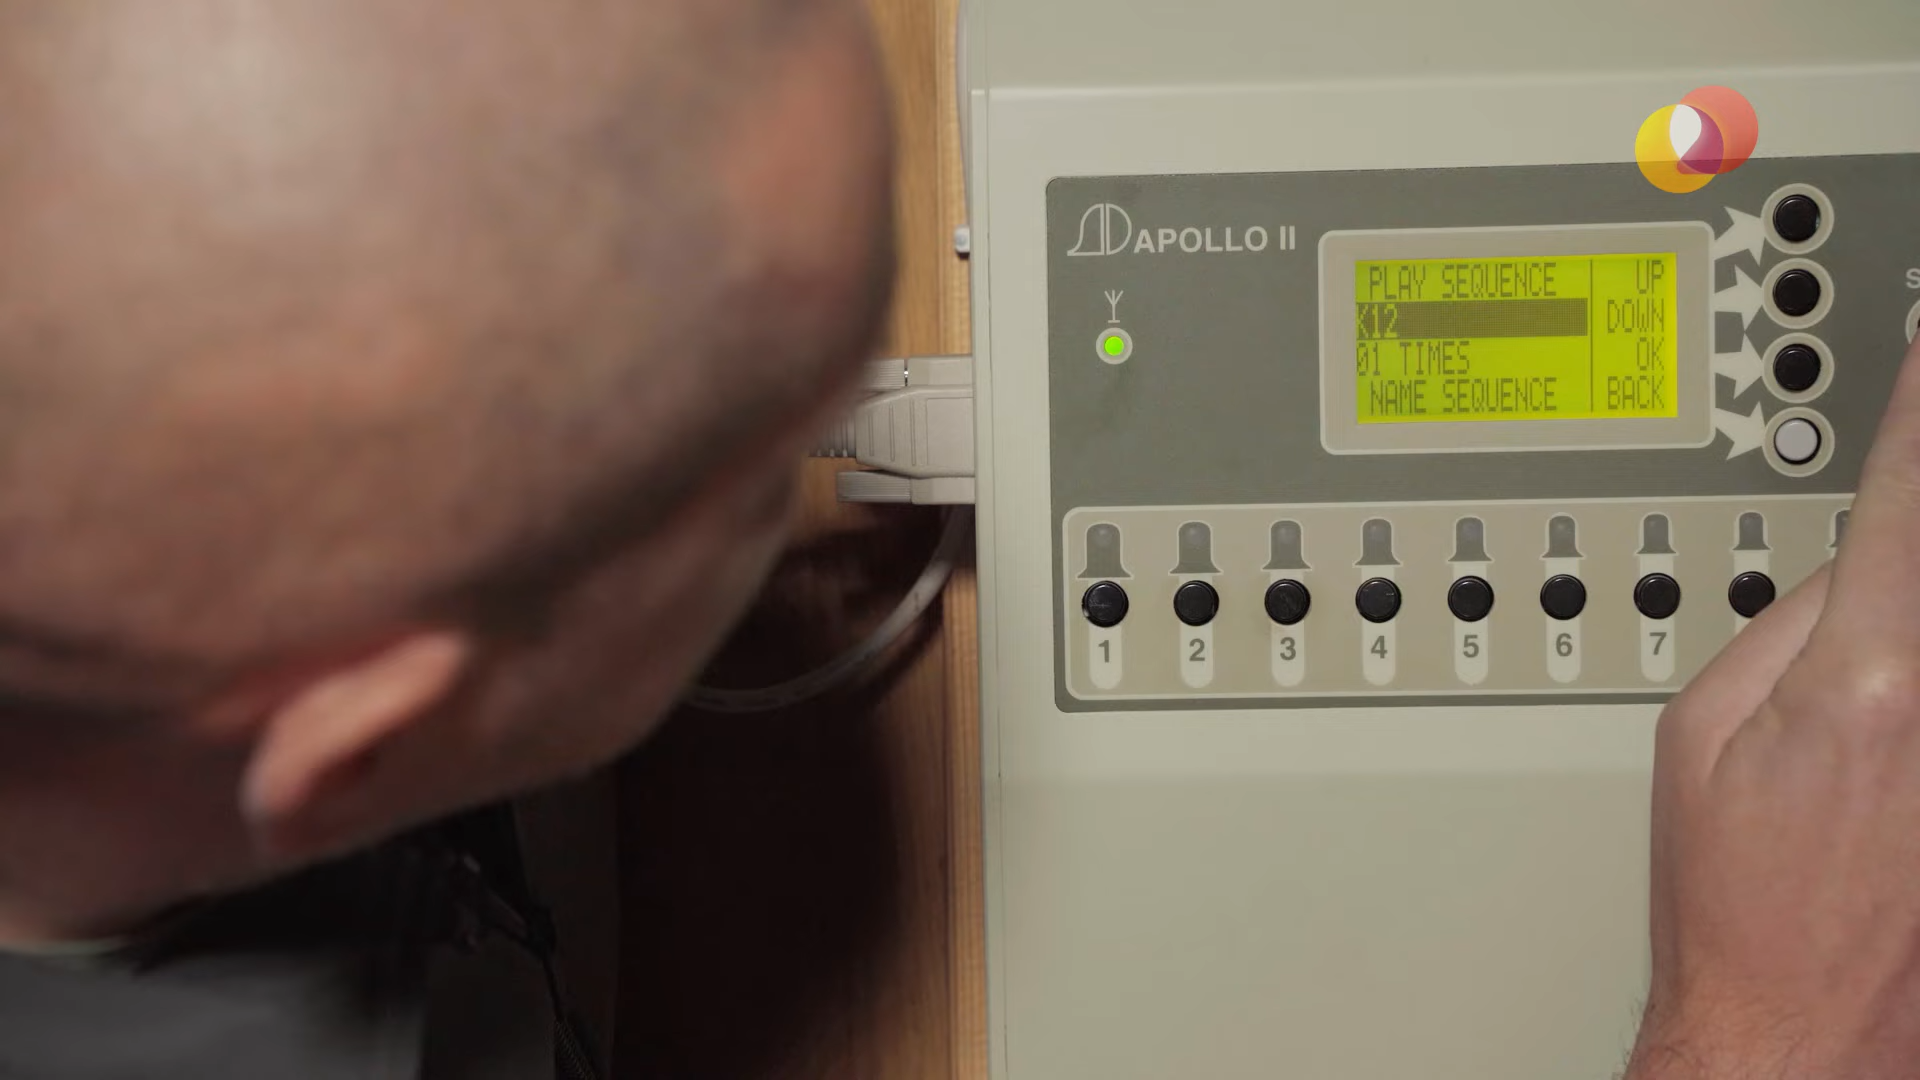 APOLLO II
PLAY SEQUENCE UP
K12 DOWN
01 TIMES OK
NAME SEQUENCE BACK
1 2 3 4 5 6 7